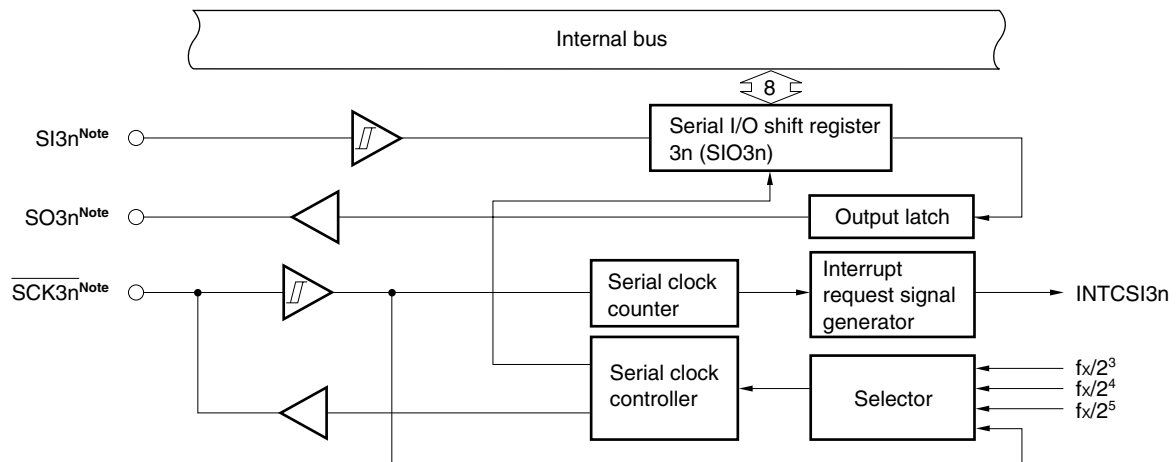 Internal bus
8
SI3nNote
Serial I/O shift register
3n (SIO3n)
SO3nNote
Output latch
SCK3nNote
Serial clock
counter
Interrupt
request signal
generator
INTCSI3n
Serial clock
controller
Selector
fx/2³
fx/2⁴
fx/2⁵